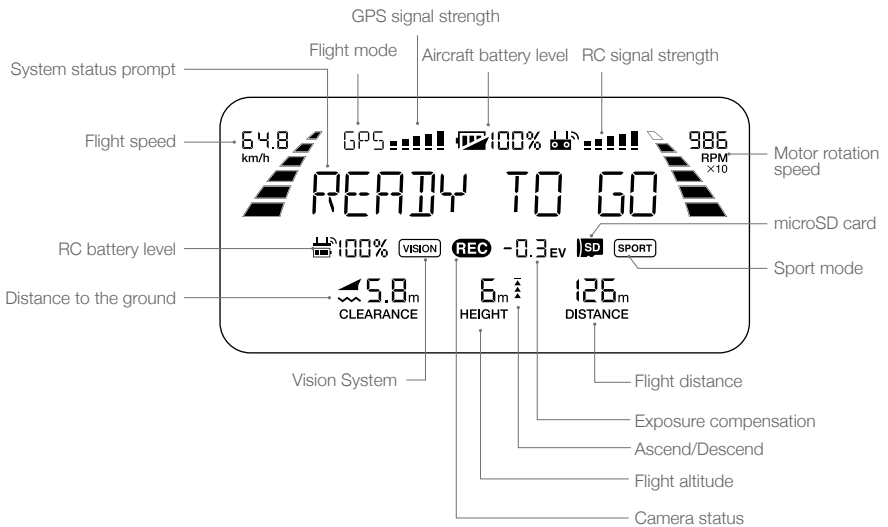 GPS signal strength
Flight mode
Aircraft battery level
RC signal strength
System status prompt
Flight speed
64.8
km/h
GPS
100%
986
RPM
×10
Motor rotation
speed
READY TO GO
microSD card
RC battery level
100%
VISION
REC
-0.3 EV
SD
SPORT
Sport mode
Distance to the ground
5.8m
CLEARANCE
6m
HEIGHT
126m
DISTANCE
Vision System
Flight distance
Exposure compensation
Ascend/Descend
Flight altitude
Camera status